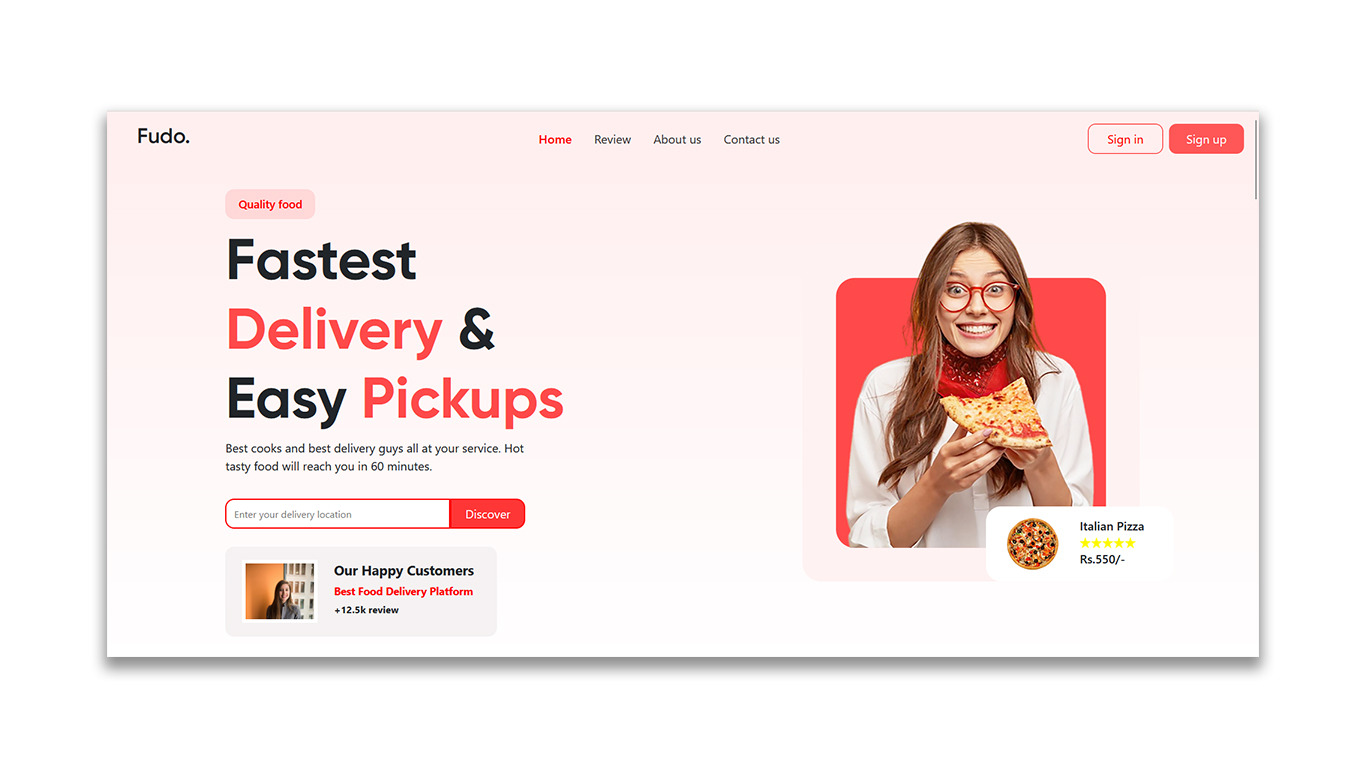 Fudo.
Home
Review
About us
Contact us
Sign in
Sign up
Quality food
Fastest
Delivery &
Easy Pickups
Best cooks and best delivery guys all at your service. Hot
tasty food will reach you in 60 minutes.
Enter your delivery location
Discover
Our Happy Customers
Best Food Delivery Platform
+12.5k review
Italian Pizza
Rs.550/-